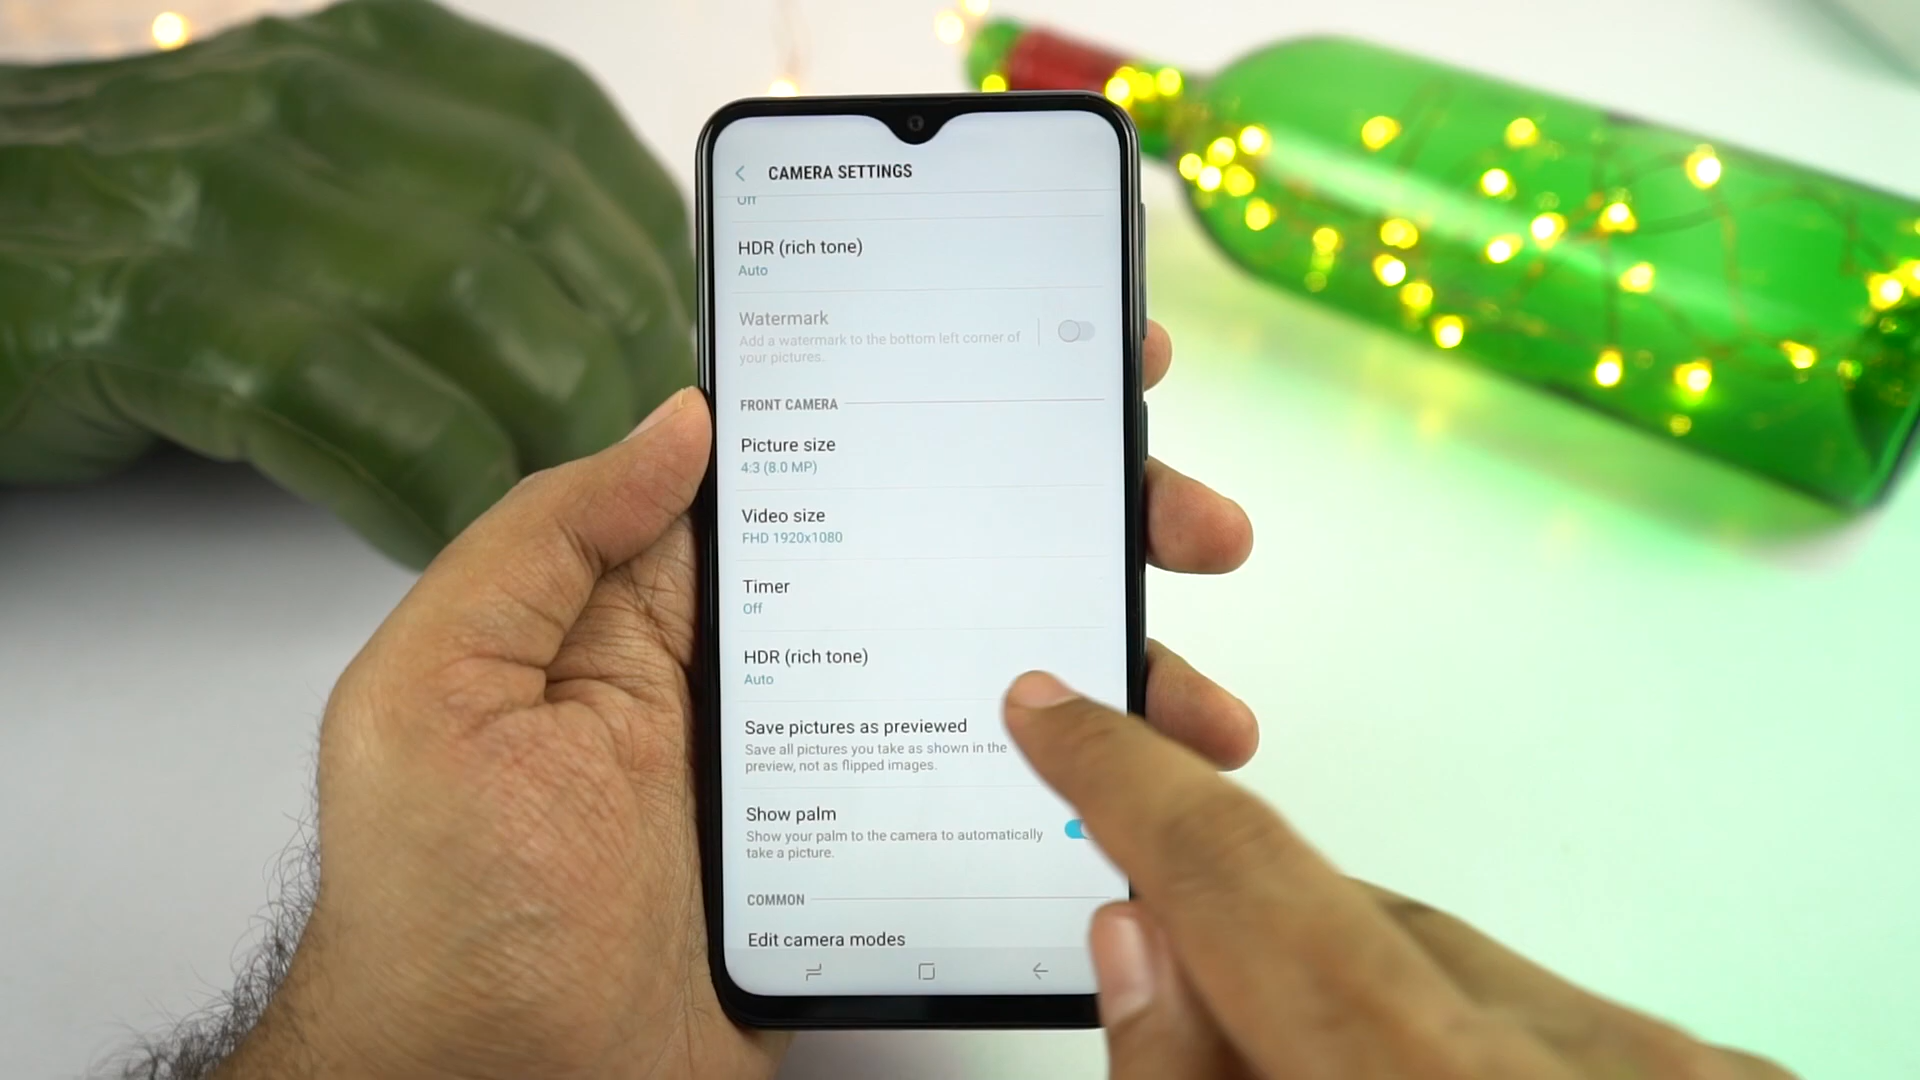 CAMERA SETTINGS
Off
HDR (rich tone)
Auto
Watermark
Add a watermark to the bottom left corner of
your pictures..
FRONT CAMERA
Picture size
4:3 (8.0 MP)
Video size
FHD 1920x1080
Timer
Off
HDR (rich tone)
Auto
Save pictures as previewed
Save all pictures you take as shown in the
preview, not as flipped images.
Show palm
Show your palm to the camera to automatically
take a picture.
COMMON
Edit camera modes